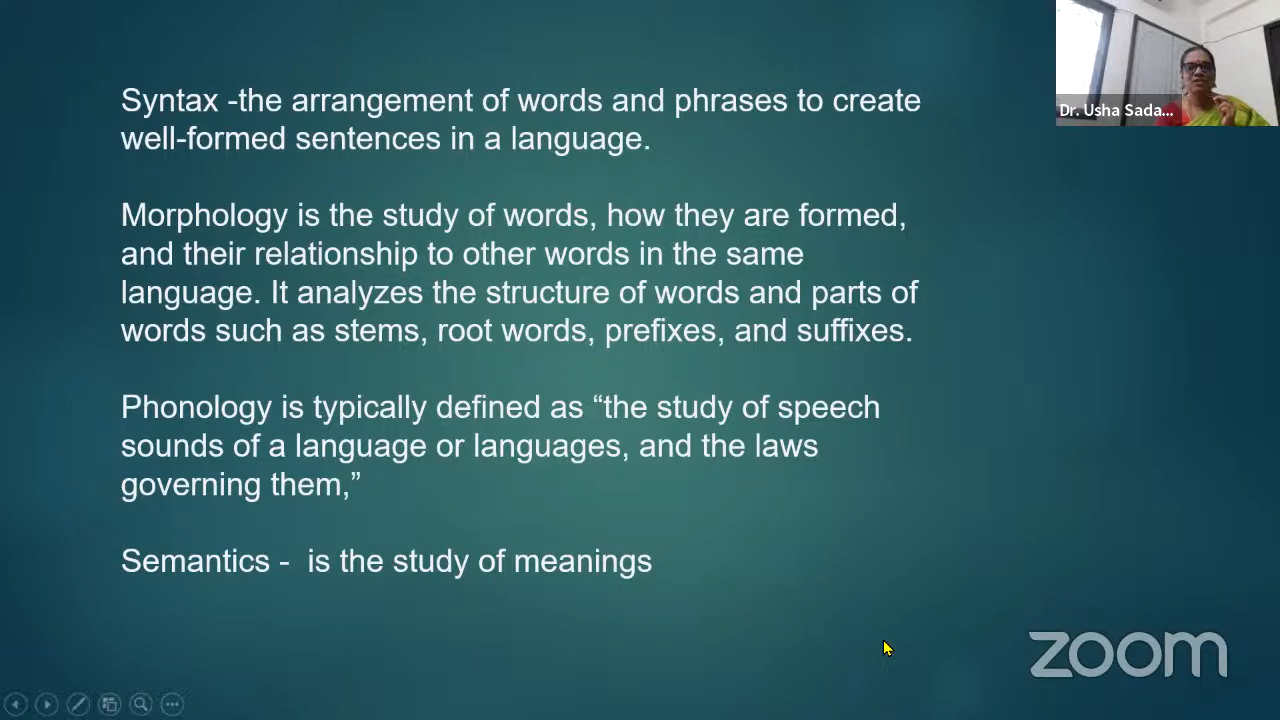 Syntax -the arrangement of words and phrases to create
well-formed sentences in a language.
Morphology is the study of words, how they are formed,
and their relationship to other words in the same
language. It analyzes the structure of words and parts of
words such as stems, root words, prefixes, and suffixes.
Phonology is typically defined as “the study of speech
sounds of a language or languages, and the laws
governing them,”
Semantics -  is the study of meanings
Dr. Usha Sada...
zoom